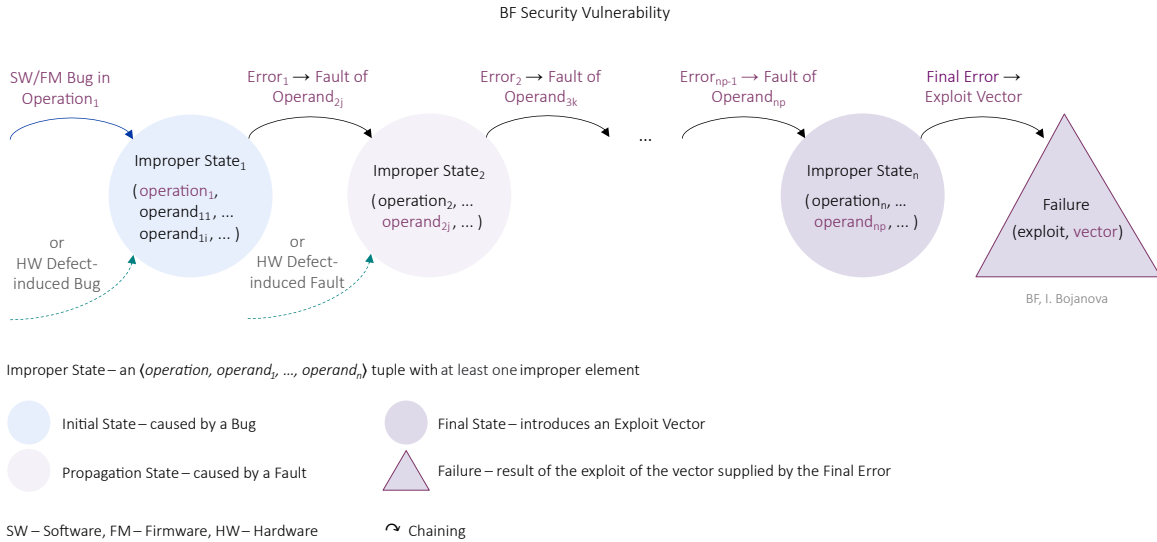 BF Security Vulnerability
SW/FM Bug in
Operation₁
Error₁ → Fault of
Operand₂ⱼ
Error₂ → Fault of
Operand₃ₖ
Errorₙₚ₋₁ → Fault of
Operandₙₚ
Final Error →
Exploit Vector
...
Improper State₁
(operation₁,
operand₁₁, ...
operand₁ᵢ, ... )
or
HW Defect-
induced Bug
Improper State₂
(operation₂, ...
operand₂ⱼ, ... )
or
HW Defect-
induced Fault
Improper Stateₙ
(operationₙ, ...
operandₙₚ, ... )
Failure
(exploit, vector)
BF, I. Bojanova
Improper State – an ⟨operation, operand₁, ..., operandₙ⟩ tuple with at least one improper element
Initial State – caused by a Bug
Final State – introduces an Exploit Vector
Propagation State – caused by a Fault
Failure – result of the exploit of the vector supplied by the Final Error
SW – Software, FM – Firmware, HW – Hardware
Chaining